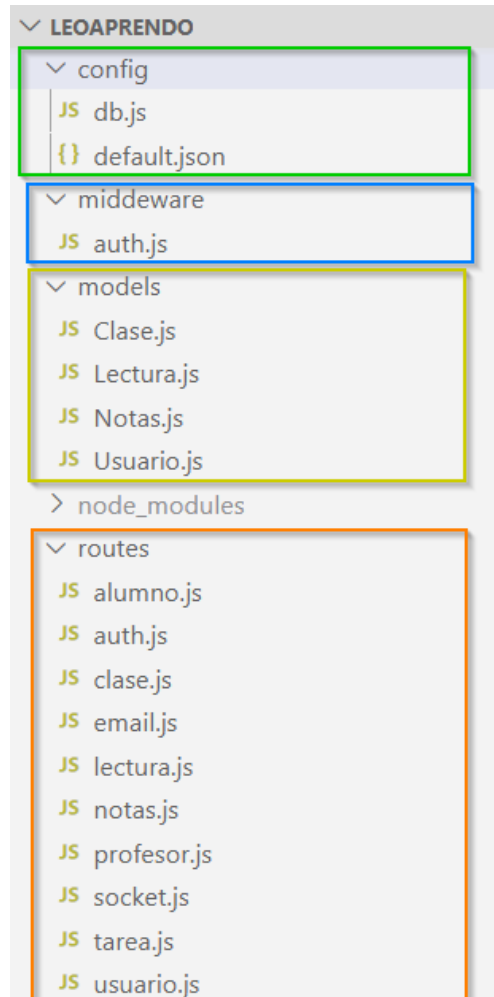 LEOAPRENDO
config
JS db.js
{} default.json
middeware
JS auth.js
models
JS Clase.js
JS Lectura.js
JS Notas.js
JS Usuario.js
node_modules
routes
JS alumno.js
JS auth.js
JS clase.js
JS email.js
JS lectura.js
JS notas.js
JS profesor.js
JS socket.js
JS tarea.js
JS usuario.js